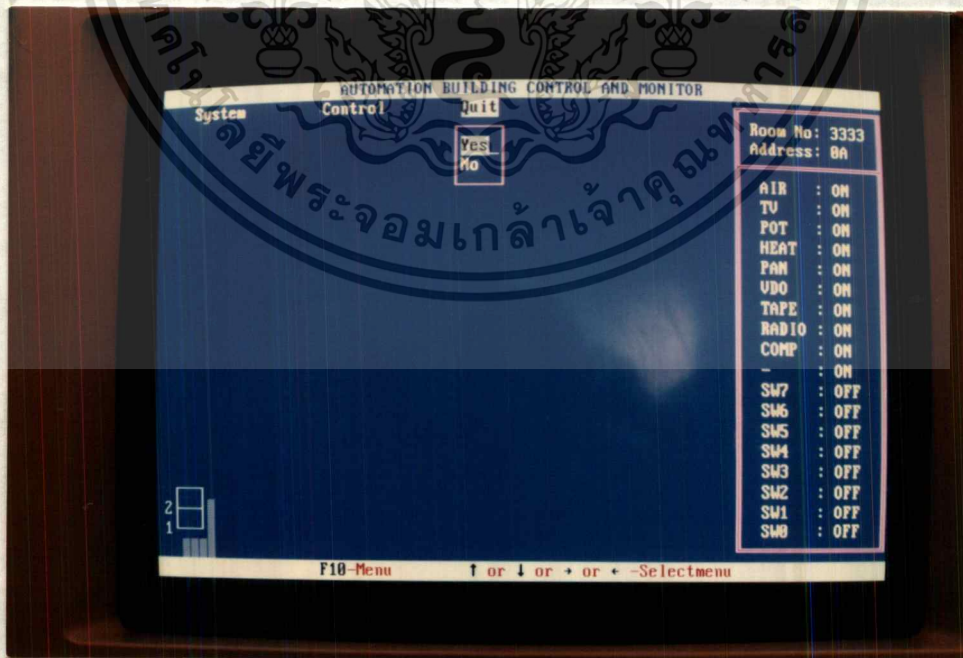 AUTOMATION BUILDING CONTROL AND MONITOR
System Control Quit
Yes
No
Room No: 3333
Address: 0A
AIR : ON
TV : ON
POT : ON
HEAT : ON
PAN : ON
VDO : ON
TAPE : ON
RADIO : ON
COMP : ON
- : ON
SW7 : OFF
SW6 : OFF
SW5 : OFF
SW4 : OFF
SW3 : OFF
SW2 : OFF
SW1 : OFF
SW0 : OFF
2
1
F10-Menu ↑ or ↓ or → or ← -Selectmenu
พระจอมเกล้าเจ้าคุณทหาร